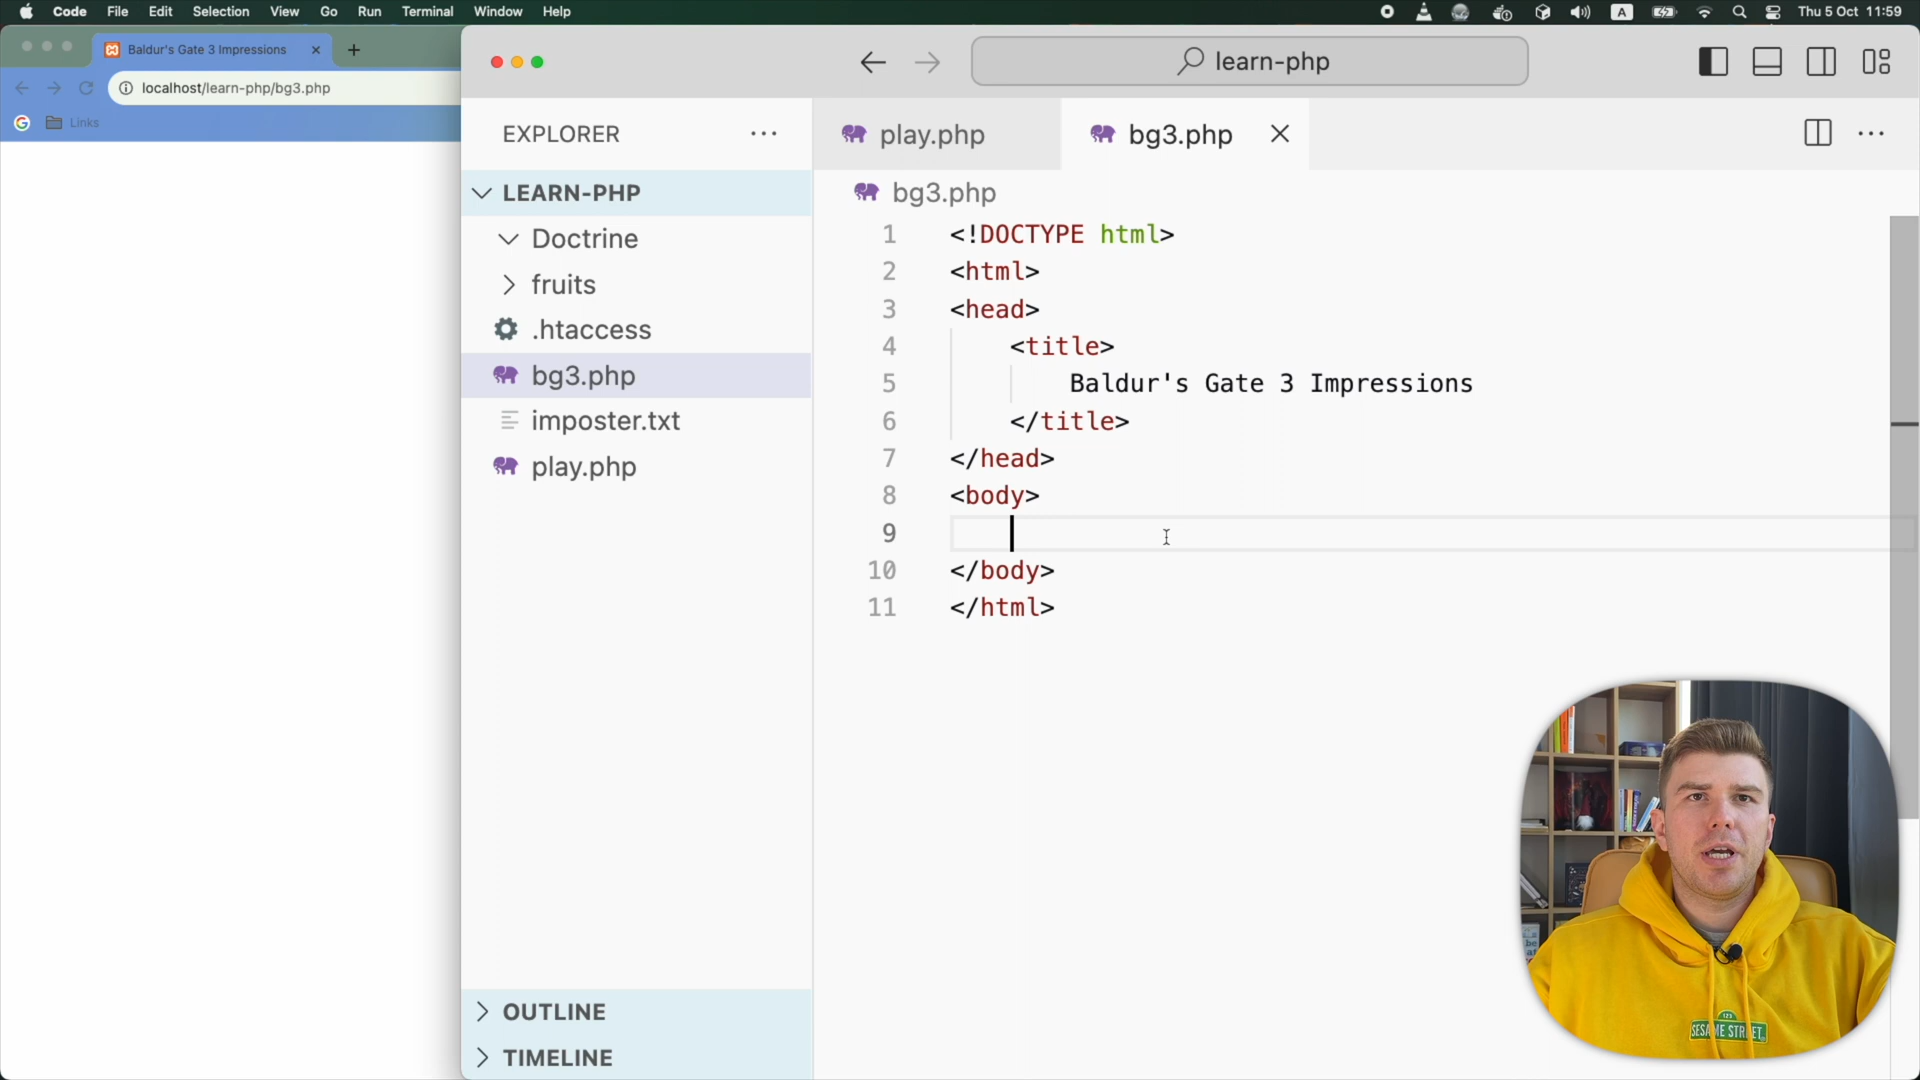 Code File Edit Selection View Go Run Terminal Window Help
A
Thu 5 Oct 11:59
Baldur's Gate 3 Impressions
localhost/learn-php/bg3.php
Links
learn-php
EXPLORER
LEARN-PHP
Doctrine
fruits
.htaccess
bg3.php
imposter.txt
play.php
OUTLINE
TIMELINE
play.php
bg3.php
bg3.php
1 <!DOCTYPE html>
2 <html>
3 <head>
4 <title>
5 Baldur's Gate 3 Impressions
6 </title>
7 </head>
8 <body>
9
10 </body>
11 </html>
123
SESAME STREET